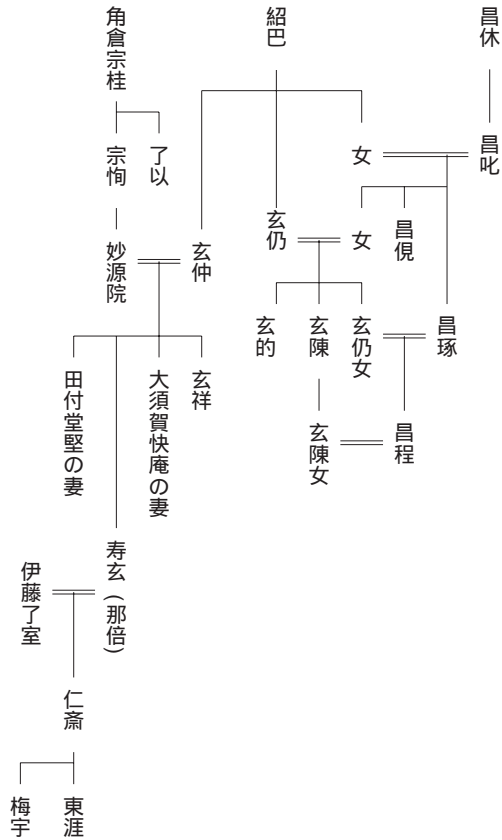 昌休
昌叱
紹巴
女
昌俔
女
玄仍
昌琢
玄仍女
玄陳
玄的
昌程
玄陳女
角倉宗桂
了以
宗恂
玄仲
妙源院
玄祥
大須賀快庵の妻
田付堂堅の妻
寿玄(那倍)
伊藤了室
仁斎
東涯
梅宇